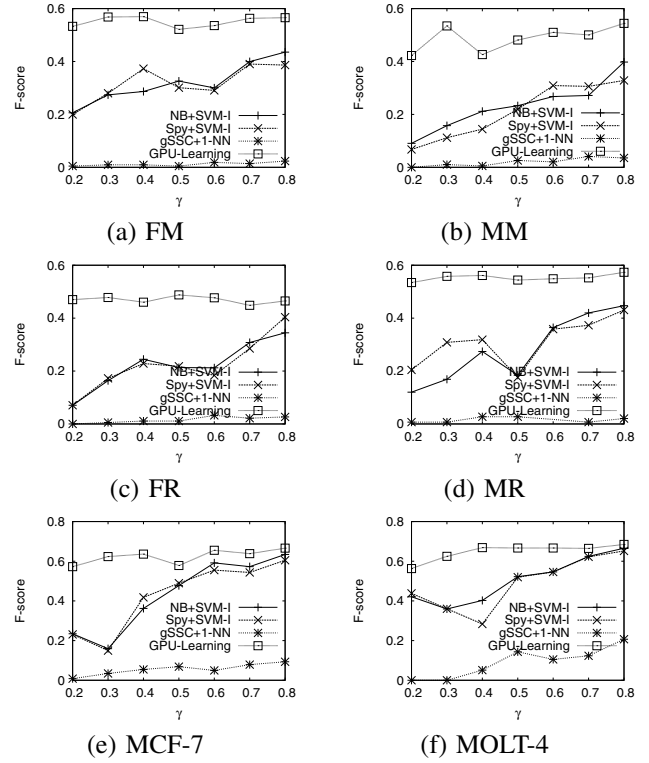 0.6
0.4
0.2
0
F-score
NB+SVM-I
Spy+SVM-I
gSSC+1-NN
GPU-Learning
0.2 0.3 0.4 0.5 0.6 0.7 0.8
γ
(a) FM
0.6
0.4
0.2
0
F-score
NB+SVM-I
Spy+SVM-I
gSSC+1-NN
GPU-Learning
0.2 0.3 0.4 0.5 0.6 0.7 0.8
γ
(b) MM
0.6
0.4
0.2
0
F-score
NB+SVM-I
Spy+SVM-I
gSSC+1-NN
GPU-Learning
0.2 0.3 0.4 0.5 0.6 0.7 0.8
γ
(c) FR
0.6
0.4
0.2
0
F-score
NB+SVM-I
Spy+SVM-I
gSSC+1-NN
GPU-Learning
0.2 0.3 0.4 0.5 0.6 0.7 0.8
γ
(d) MR
0.8
0.6
0.4
0.2
0
F-score
NB+SVM-I
Spy+SVM-I
gSSC+1-NN
GPU-Learning
0.2 0.3 0.4 0.5 0.6 0.7 0.8
γ
(e) MCF-7
0.8
0.6
0.4
0.2
0
F-score
NB+SVM-I
Spy+SVM-I
gSSC+1-NN
GPU-Learning
0.2 0.3 0.4 0.5 0.6 0.7 0.8
γ
(f) MOLT-4